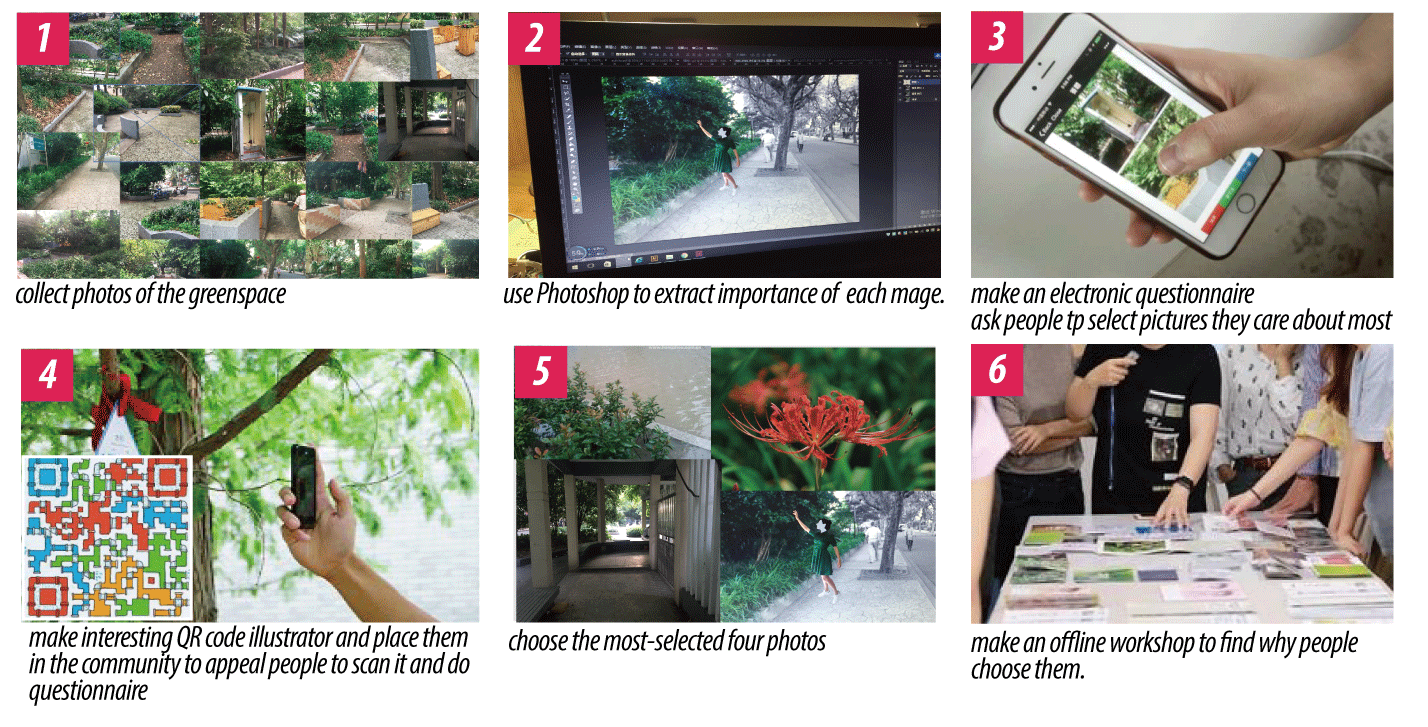 1
collect photos of the greenspace
2
use Photoshop to extract importance of each mage.
3
make an electronic questionnaire
ask people tp select pictures they care about most
4
make interesting QR code illustrator and place them
in the community to appeal people to scan it and do
questionnaire
5
choose the most-selected four photos
6
make an offline workshop to find why people
choose them.